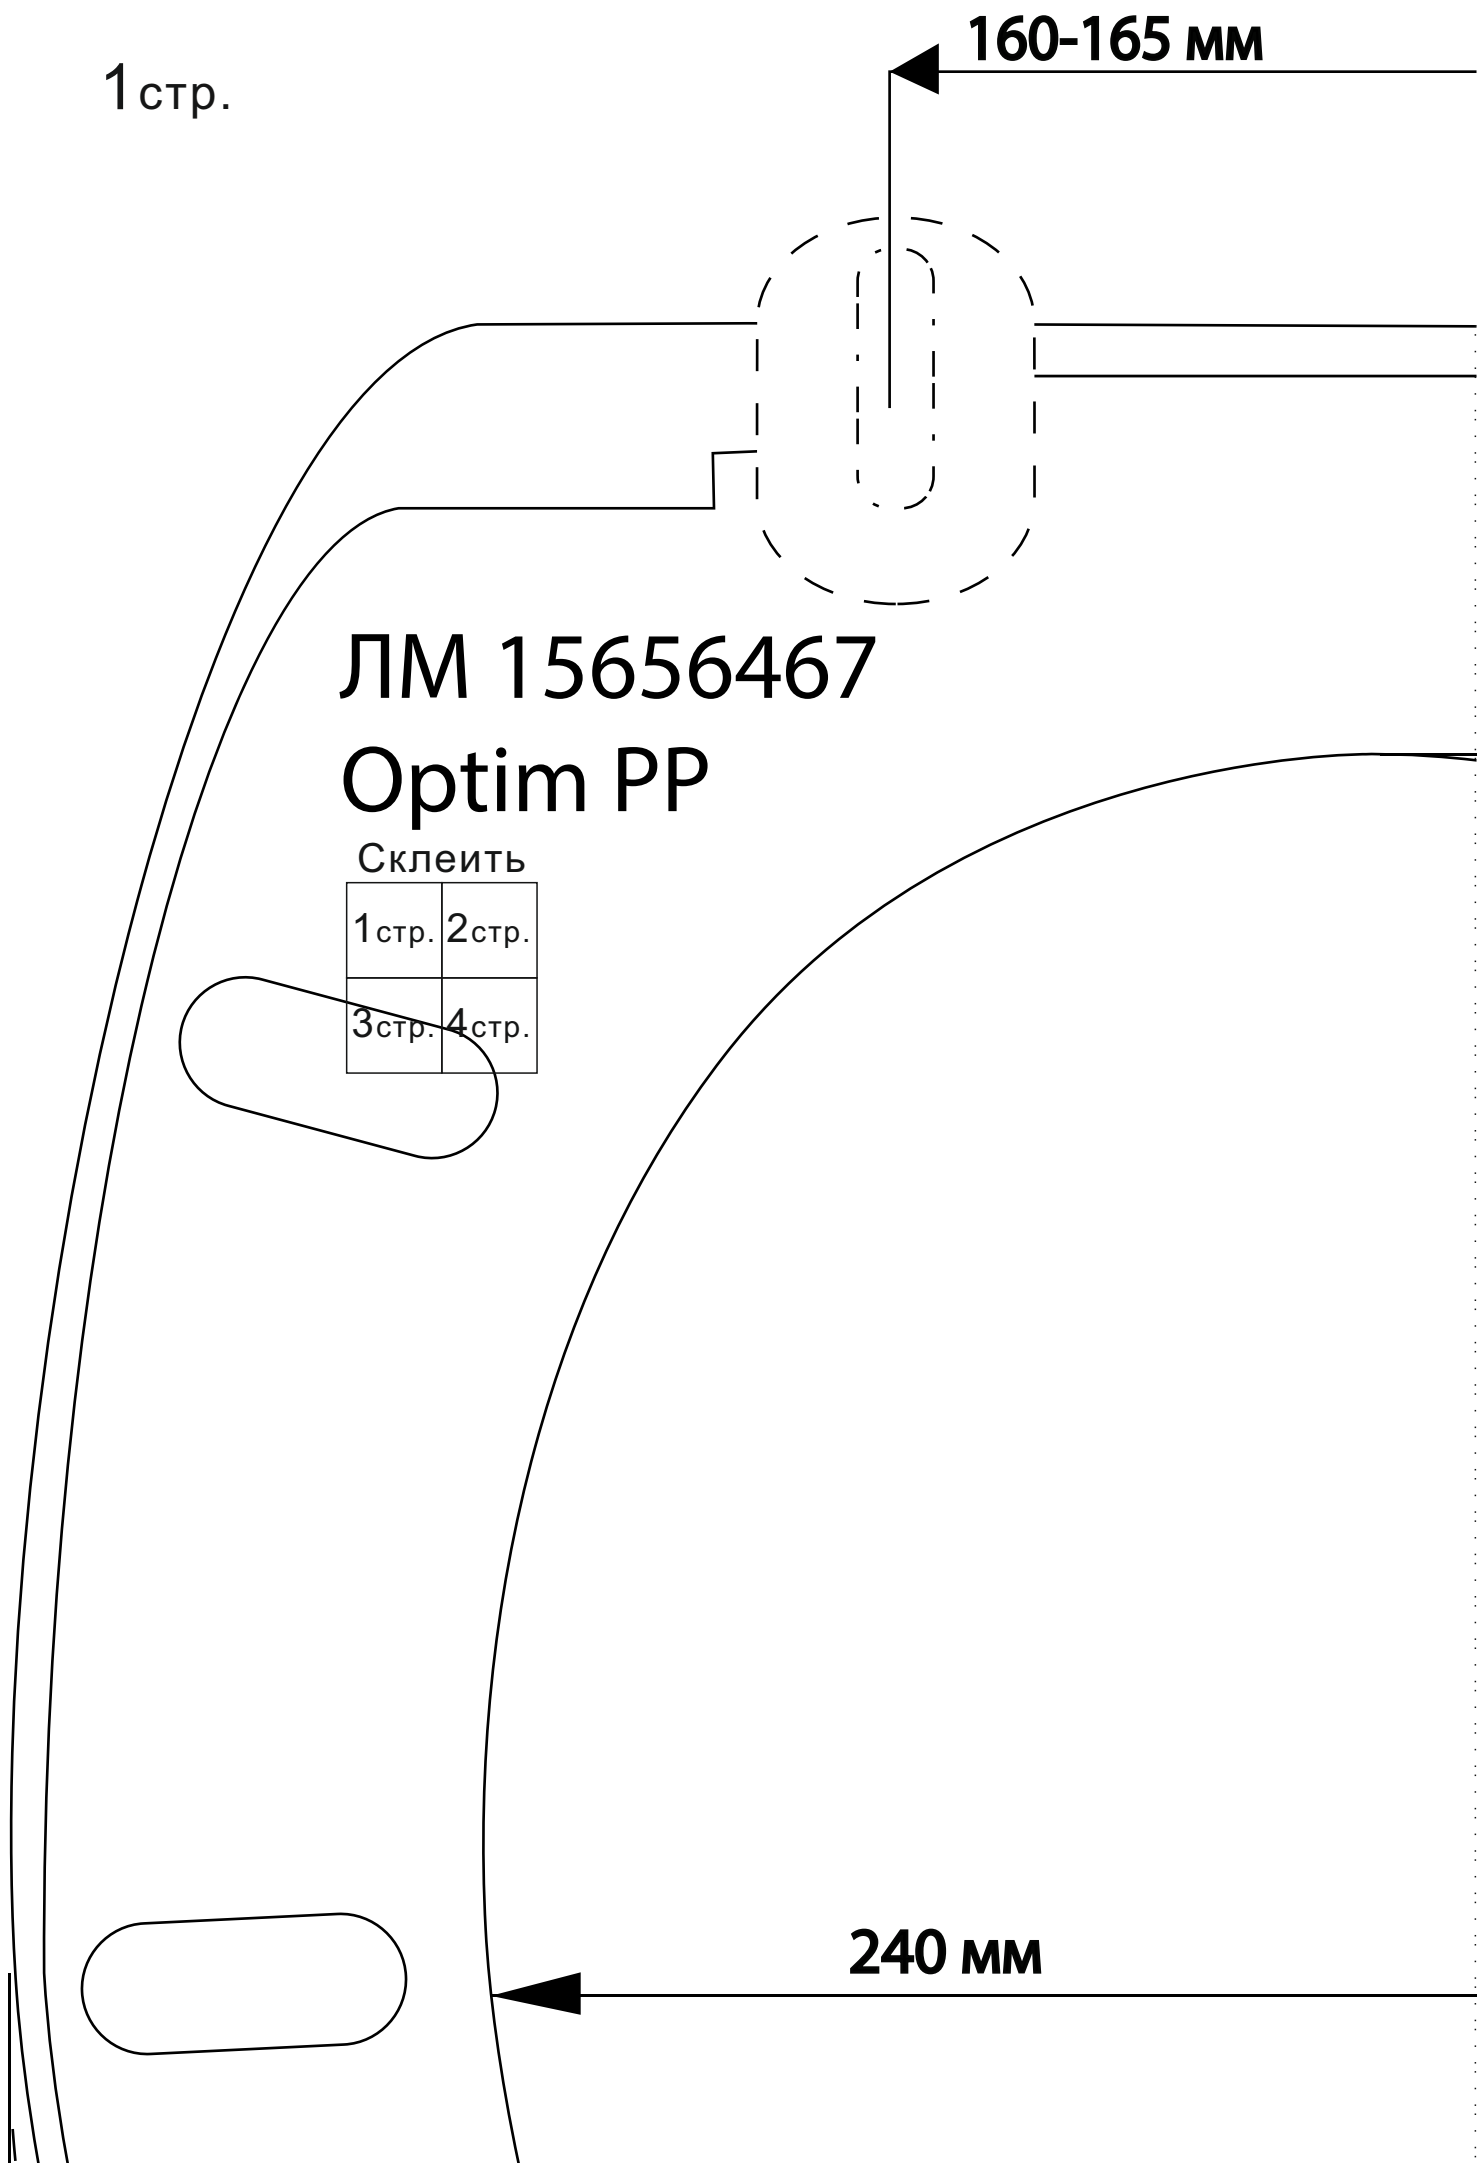 160-165 мм
1стр.
ЛМ 15656467
Optim PP
Склеить
1стр. 2стр.
3стр. 4стр.
240 мм